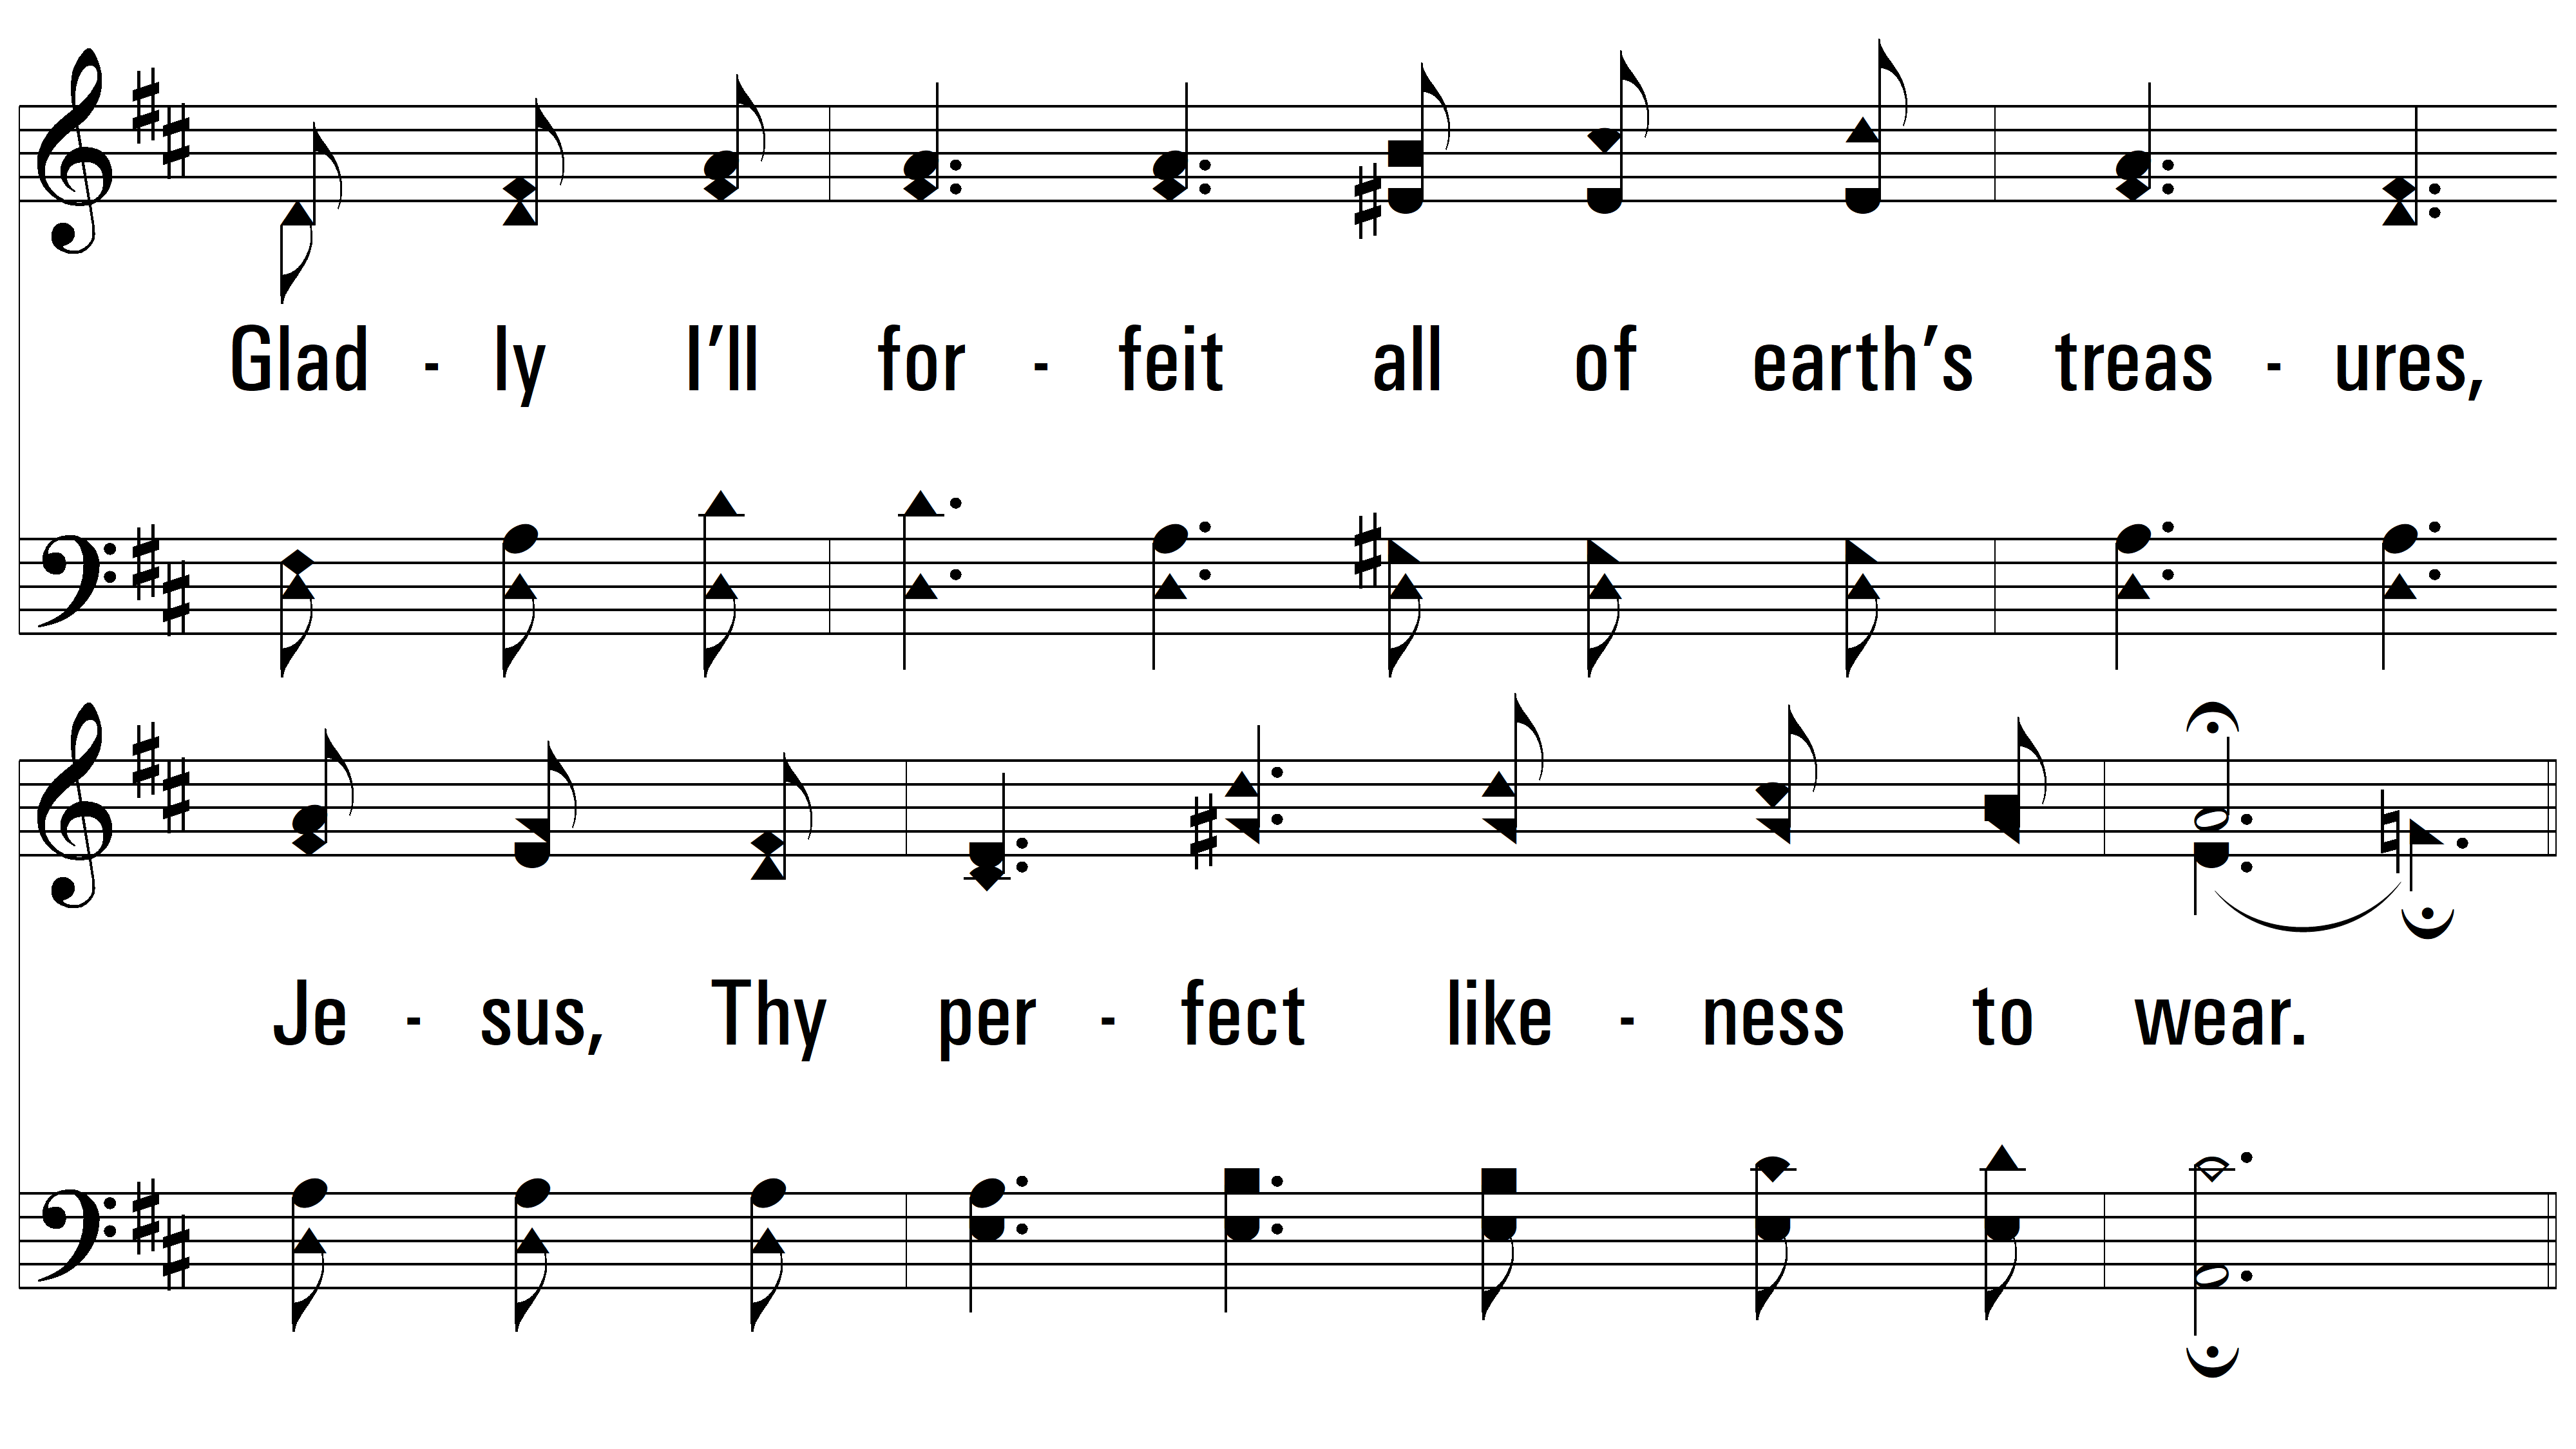 Glad - ly I’ll for - feit all of earth’s treas - ures,
Je - sus, Thy per - fect like - ness to wear.